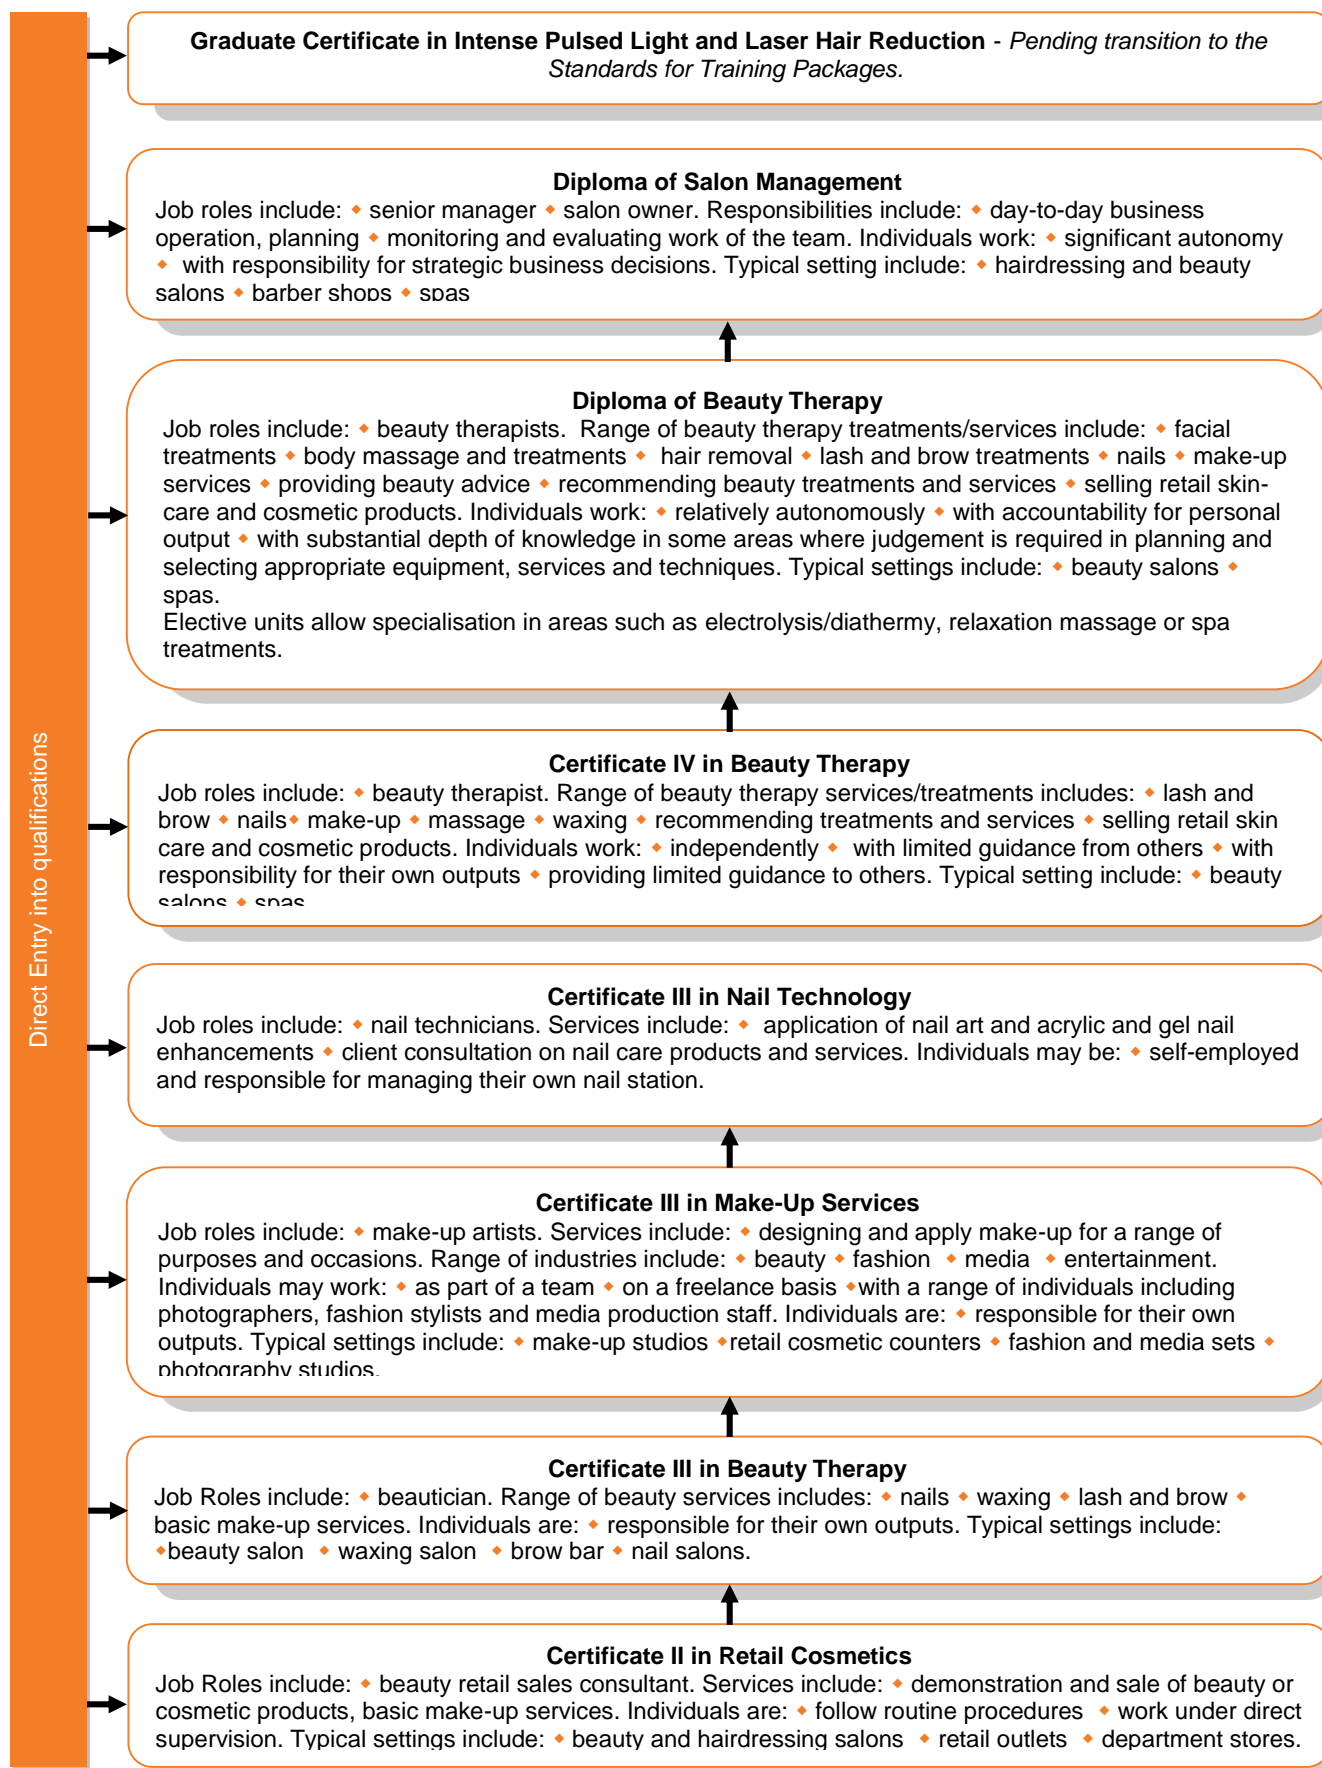 Graduate Certificate in Intense Pulsed Light and Laser Hair Reduction - Pending transition to the
Standards for Training Packages.
Diploma of Salon Management
Job roles include: ◆ senior manager ◆ salon owner. Responsibilities include: ◆ day-to-day business
operation, planning ◆ monitoring and evaluating work of the team. Individuals work: ◆ significant autonomy
◆ with responsibility for strategic business decisions. Typical setting include: ◆ hairdressing and beauty
salons ◆ barber shops ◆ spas
Diploma of Beauty Therapy
Job roles include: ◆ beauty therapists. Range of beauty therapy treatments/services include: ◆ facial
treatments ◆ body massage and treatments ◆ hair removal ◆ lash and brow treatments ◆ nails ◆ make-up
services ◆ providing beauty advice ◆ recommending beauty treatments and services ◆ selling retail skin-
care and cosmetic products. Individuals work: ◆ relatively autonomously ◆ with accountability for personal
output ◆ with substantial depth of knowledge in some areas where judgement is required in planning and
selecting appropriate equipment, services and techniques. Typical settings include: ◆ beauty salons ◆
spas.
Elective units allow specialisation in areas such as electrolysis/diathermy, relaxation massage or spa
treatments.
Certificate IV in Beauty Therapy
Job roles include: ◆ beauty therapist. Range of beauty therapy services/treatments includes: ◆ lash and
brow ◆ nails◆ make-up ◆ massage ◆ waxing ◆ recommending treatments and services ◆ selling retail skin
care and cosmetic products. Individuals work: ◆ independently ◆ with limited guidance from others ◆ with
responsibility for their own outputs ◆ providing limited guidance to others. Typical setting include: ◆ beauty
salons ◆ spas
Certificate III in Nail Technology
Job roles include: ◆ nail technicians. Services include: ◆ application of nail art and acrylic and gel nail
enhancements ◆ client consultation on nail care products and services. Individuals may be: ◆ self-employed
and responsible for managing their own nail station.
Certificate III in Make-Up Services
Job roles include: ◆ make-up artists. Services include: ◆ designing and apply make-up for a range of
purposes and occasions. Range of industries include: ◆ beauty ◆ fashion ◆ media ◆ entertainment.
Individuals may work: ◆ as part of a team ◆ on a freelance basis ◆with a range of individuals including
photographers, fashion stylists and media production staff. Individuals are: ◆ responsible for their own
outputs. Typical settings include: ◆ make-up studios ◆retail cosmetic counters ◆ fashion and media sets ◆
photography studios.
Certificate III in Beauty Therapy
Job Roles include: ◆ beautician. Range of beauty services includes: ◆ nails ◆ waxing ◆ lash and brow ◆
basic make-up services. Individuals are: ◆ responsible for their own outputs. Typical settings include:
◆beauty salon ◆ waxing salon ◆ brow bar ◆ nail salons.
Certificate II in Retail Cosmetics
Job Roles include: ◆ beauty retail sales consultant. Services include: ◆ demonstration and sale of beauty or
cosmetic products, basic make-up services. Individuals are: ◆ follow routine procedures ◆ work under direct
supervision. Typical settings include: ◆ beauty and hairdressing salons ◆ retail outlets ◆ department stores.
Direct Entry into qualifications